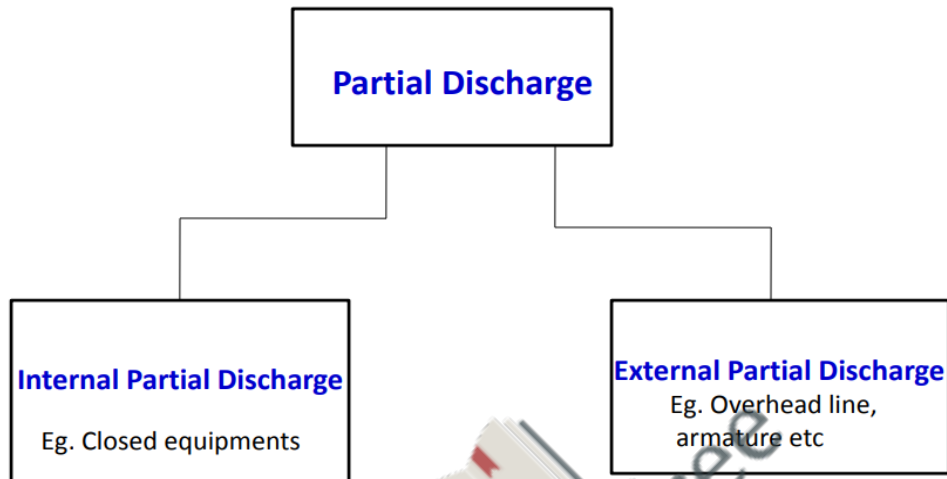 Partial Discharge
Internal Partial Discharge
Eg. Closed equipments
External Partial Discharge
Eg. Overhead line,
armature etc